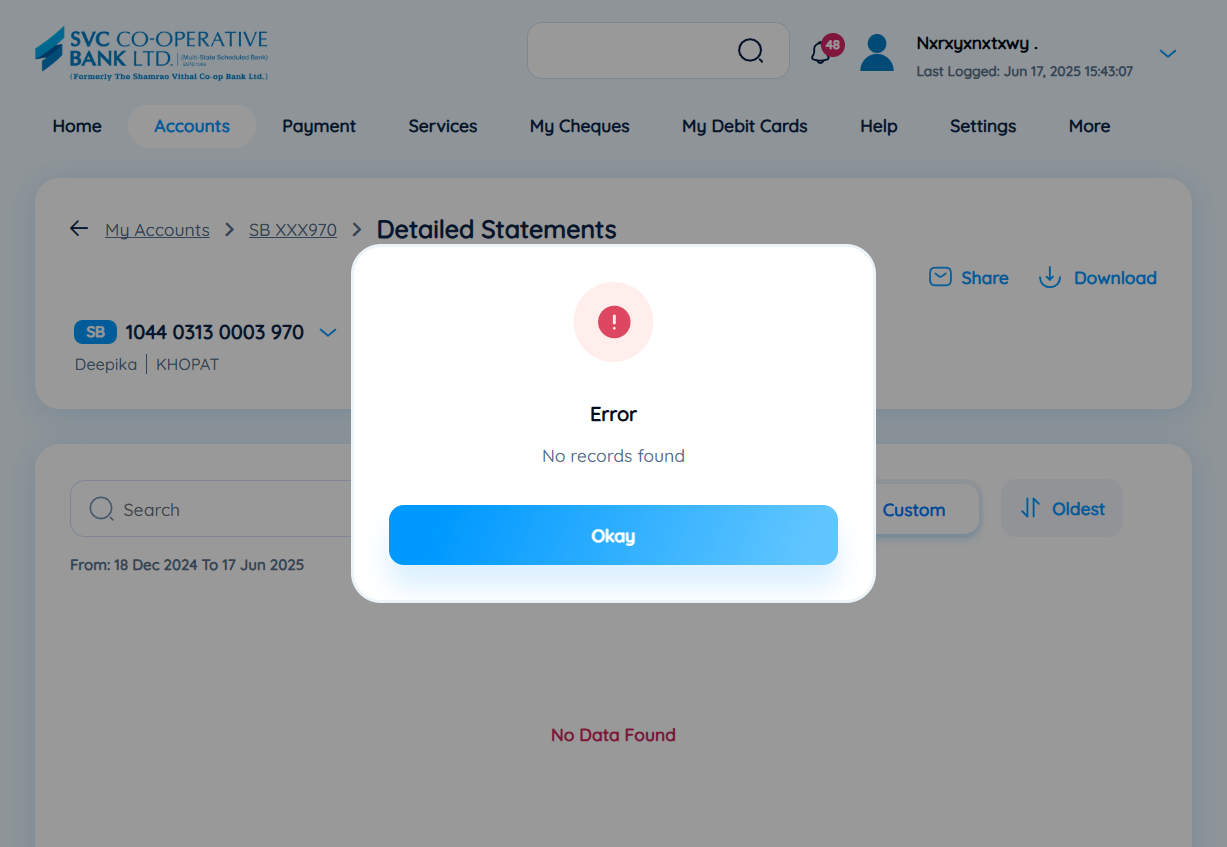 SVC CO-OPERATIVE
BANK LTD. (Multi-State Scheduled Bank)
(Formerly The Shamrao Vithal Co-op Bank Ltd.)
48
Nxrxyxnxtxwy .
Last Logged: Jun 17, 2025 15:43:07
Home Accounts Payment Services My Cheques My Debit Cards Help Settings More
My Accounts SB XXX970 Detailed Statements
Share Download
SB 1044 0313 0003 970
Deepika KHOPAT
Error
No records found
Okay
Search
Custom
Oldest
From: 18 Dec 2024 To 17 Jun 2025
No Data Found